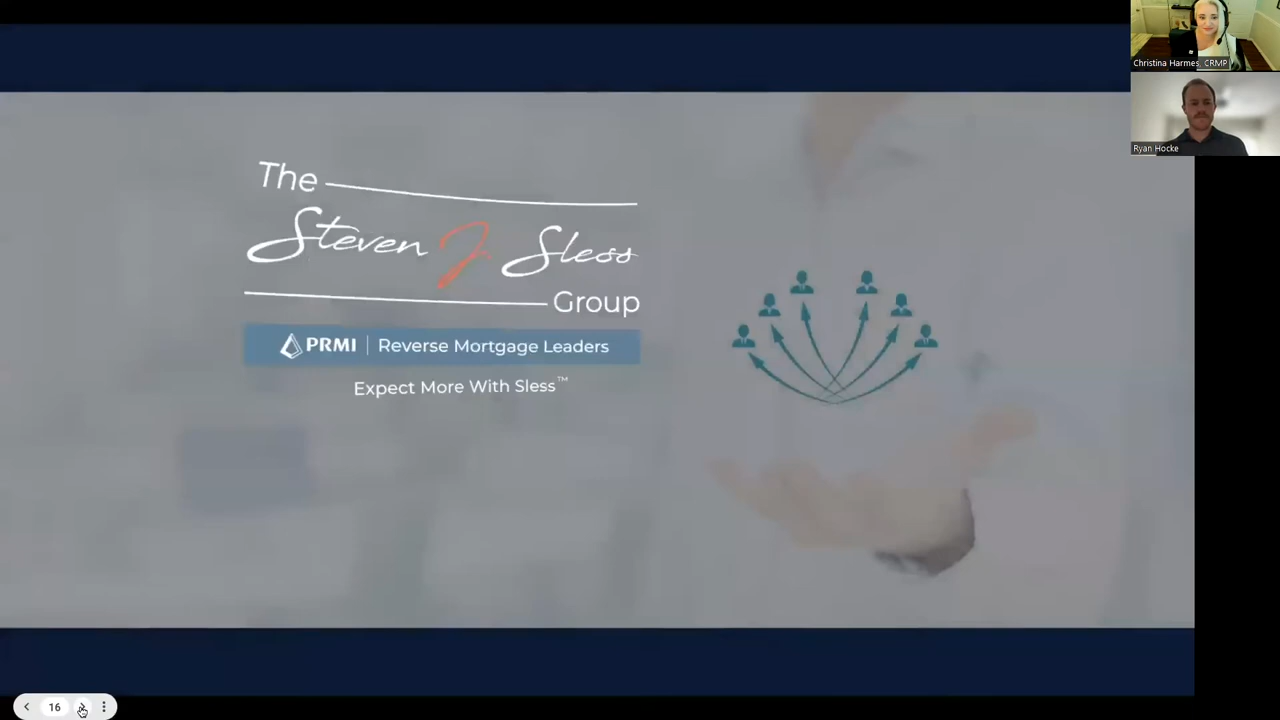 The
Steven J. Sless
Group
PRMI | Reverse Mortgage Leaders
Expect More With Sless™
Christina Harmes, CRMP
Ryan Hocke
16